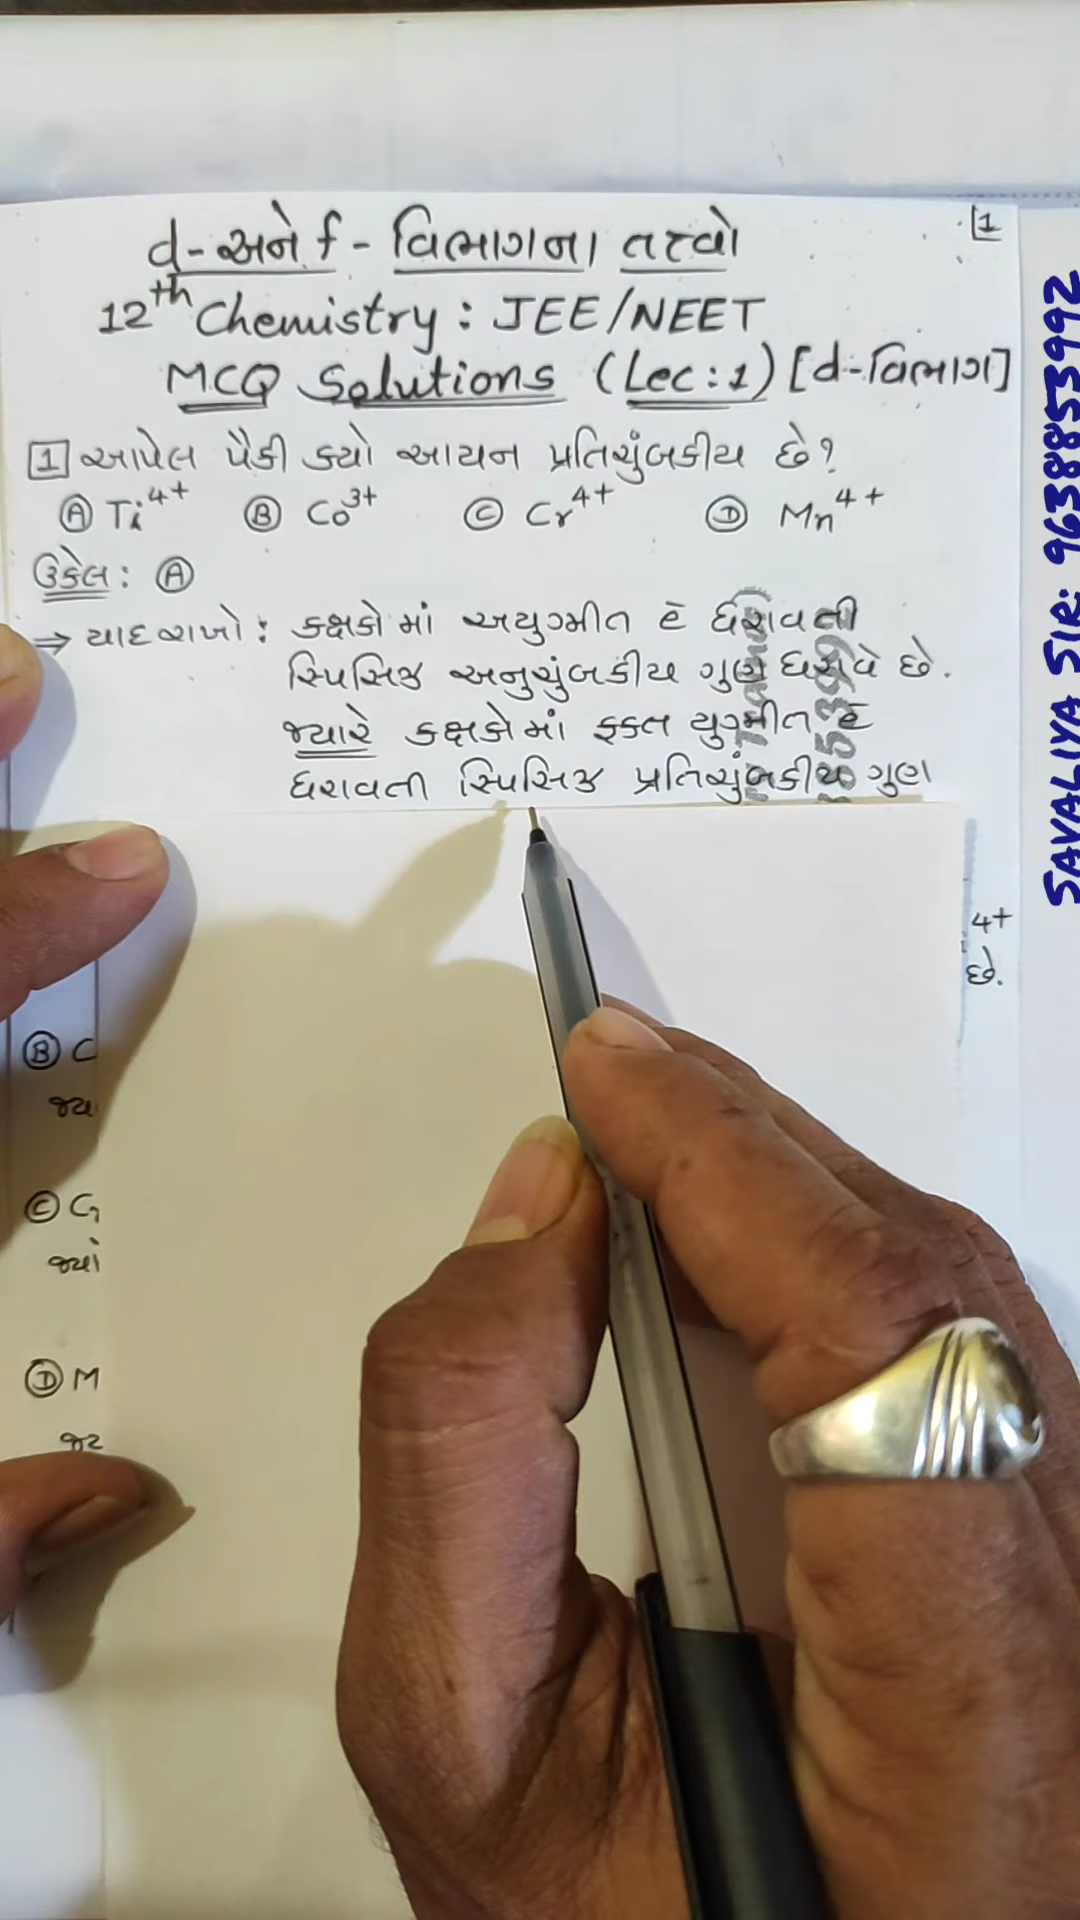 1
d-અને f - વિભાગના તત્વો
12th Chemistry : JEE/NEET
MCQ Solutions (Lec:1) [d-વિભાગ]
1 આપેલ પૈકી ક્યો આયન પ્રતિચુંબકીય છે?
Ⓐ Ti4+ Ⓑ Co3+ Ⓒ Cr4+ Ⓓ Mn4+
ઉકેલ: Ⓐ
⇒ યાદ રાખો: કક્ષકોમાં અયુગ્મીત ē ધરાવતી
સ્પિસિઝ અનુચુંબકીય ગુણ ધરાવે છે.
જ્યારે કક્ષકોમાં ફક્ત યુગ્મીત ē
ધરાવતી સ્પિસિઝ પ્રતિચુંબકીય ગુણ
4+
છે.
Ⓑ C
જ્યા
Ⓒ C
જ્યાં
Ⓓ M
SAVALIYA SIR: 9638853992